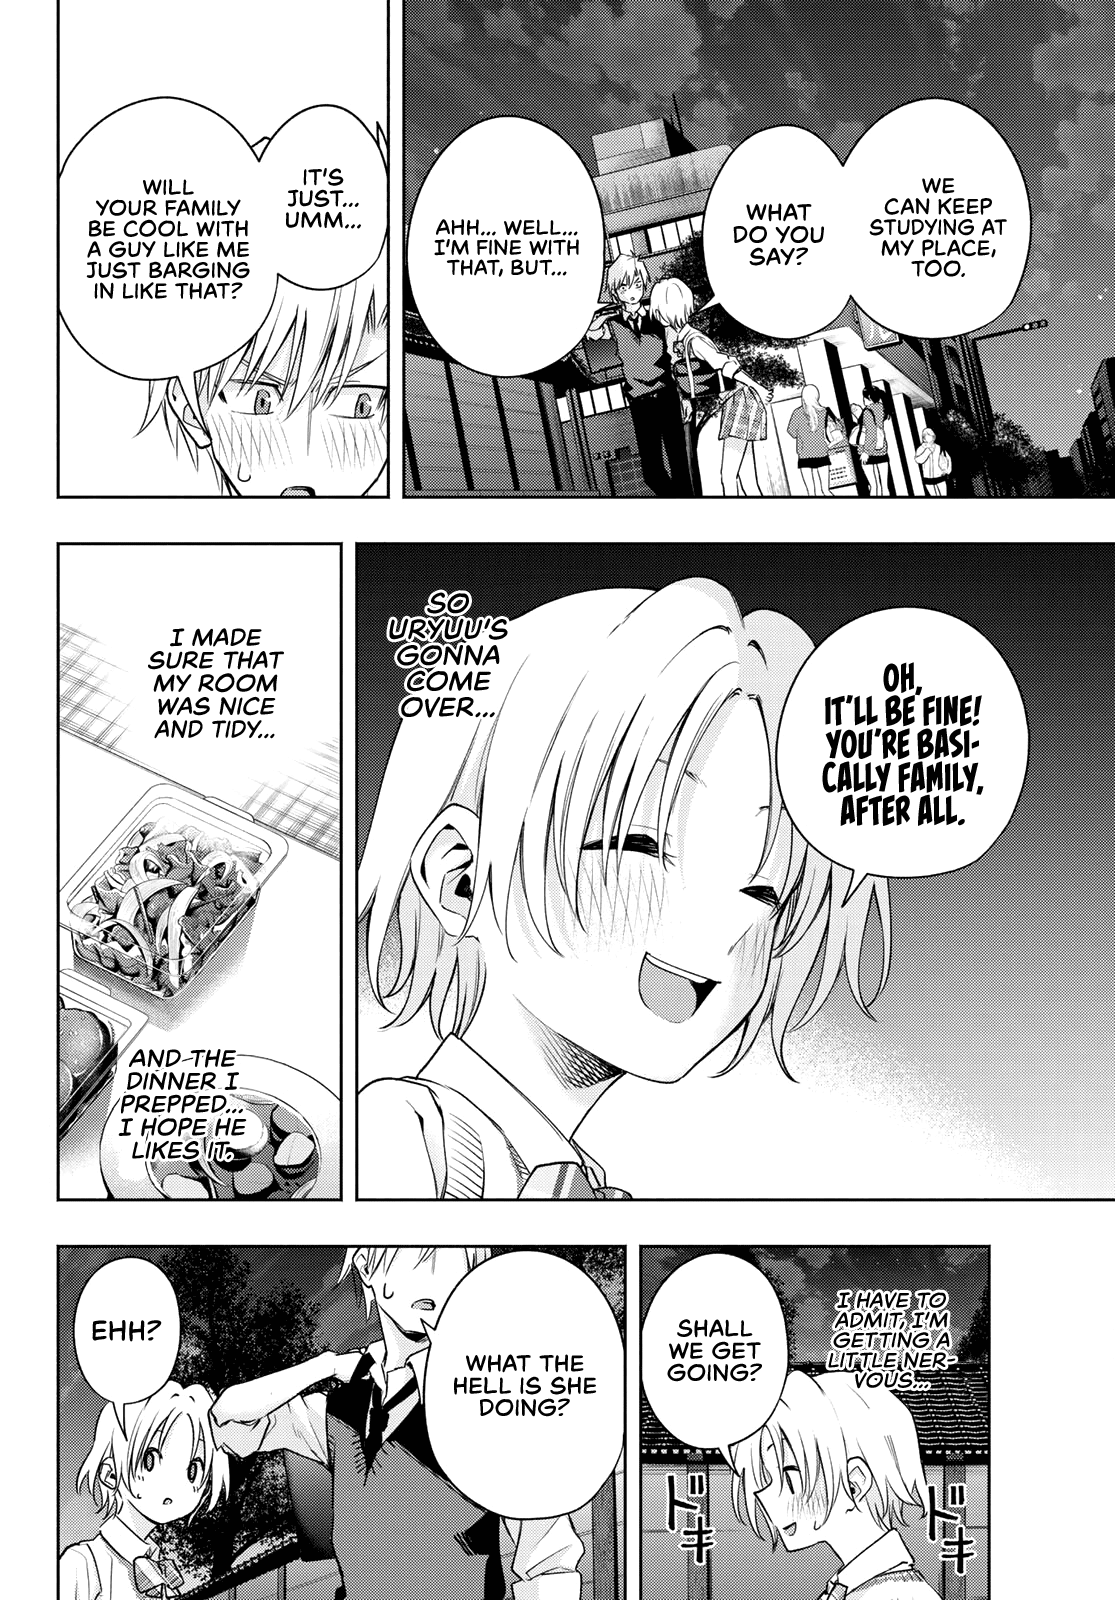 WE
CAN KEEP
STUDYING AT
MY PLACE,
TOO.
WHAT
DO YOU
SAY?
AHH... WELL...
I'M FINE WITH
THAT, BUT...
IT'S
JUST...
UMM...
WILL
YOUR FAMILY
BE COOL WITH
A GUY LIKE ME
JUST BARGING
IN LIKE THAT?
OH,
IT'LL BE FINE!
YOU'RE BASI-
CALLY FAMILY,
AFTER ALL.
SO
URYUU'S
GONNA
COME
OVER...
I MADE
SURE THAT
MY ROOM
WAS NICE
AND TIDY...
AND THE
DINNER I
PREPPED...
I HOPE HE
LIKES IT.
I HAVE TO
ADMIT, I'M
GETTING A
LITTLE NER-
VOUS...
SHALL
WE GET
GOING?
ドキ
ドキ
WHAT THE
HELL IS SHE
DOING?
EHH?